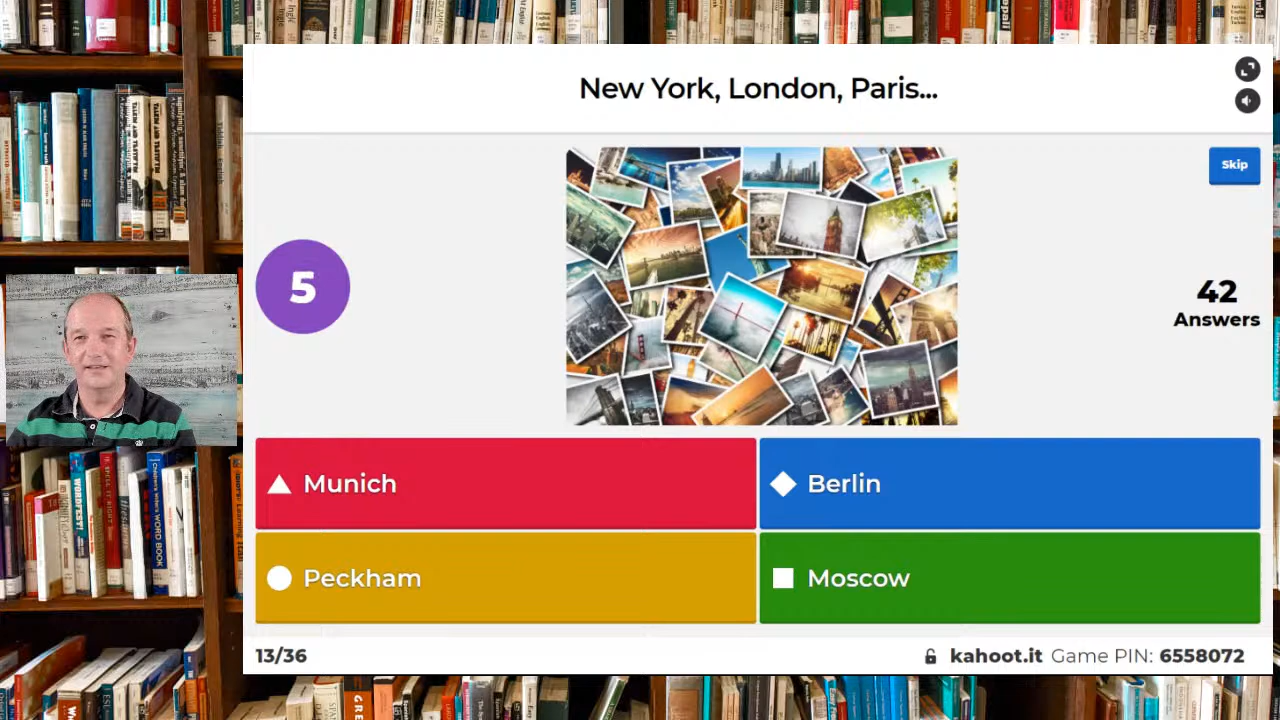 New York, London, Paris...
Skip
5
42
Answers
Munich
Berlin
Peckham
Moscow
13/36
kahoot.it Game PIN: 6558072